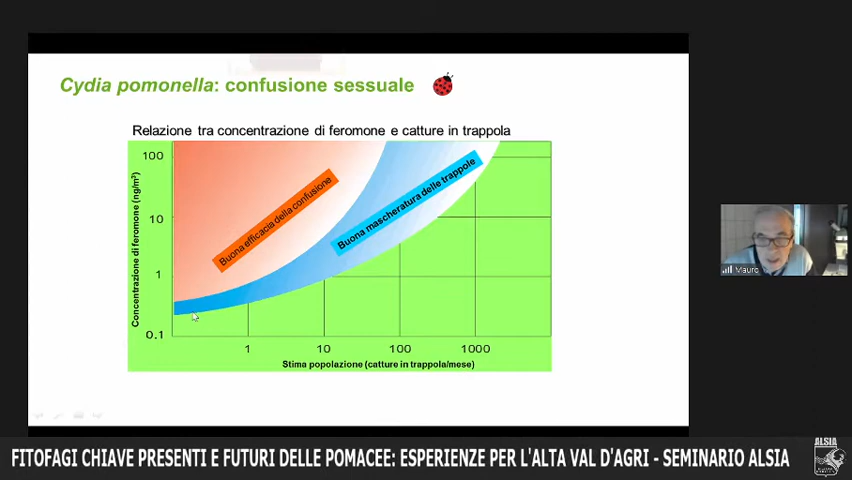 Cydia pomonella: confusione sessuale
Relazione tra concentrazione di feromone e catture in trappola
Concentrazione di feromone (ng/m³)
100
10
1
0.1
Buona efficacia della confusione
Buona mascheratura delle trappole
1
10
100
1000
Stima popolazione (catture in trappola/mese)
Mauro
ALSIA
FITOFAGI CHIAVE PRESENTI E FUTURI DELLE POMACEE: ESPERIENZE PER L'ALTA VAL D'AGRI - SEMINARIO ALSIA